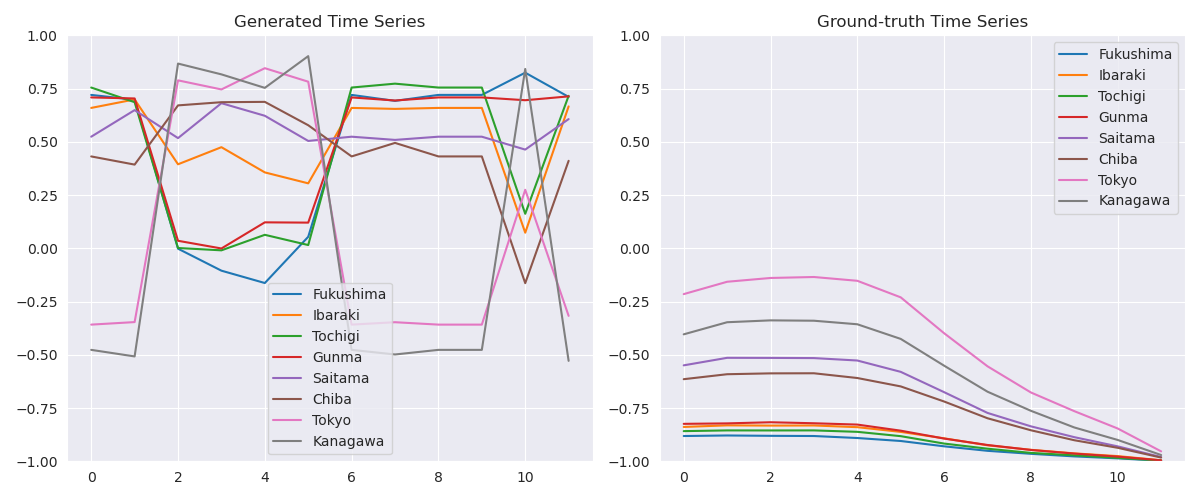 Generated Time Series
1.00
0.75
0.50
0.25
0.00
−0.25
−0.50
−0.75
−1.00
0 2 4 6 8 10
Fukushima
Ibaraki
Tochigi
Gunma
Saitama
Chiba
Tokyo
Kanagawa
Ground-truth Time Series
1.00
0.75
0.50
0.25
0.00
−0.25
−0.50
−0.75
−1.00
0 2 4 6 8 10
Fukushima
Ibaraki
Tochigi
Gunma
Saitama
Chiba
Tokyo
Kanagawa